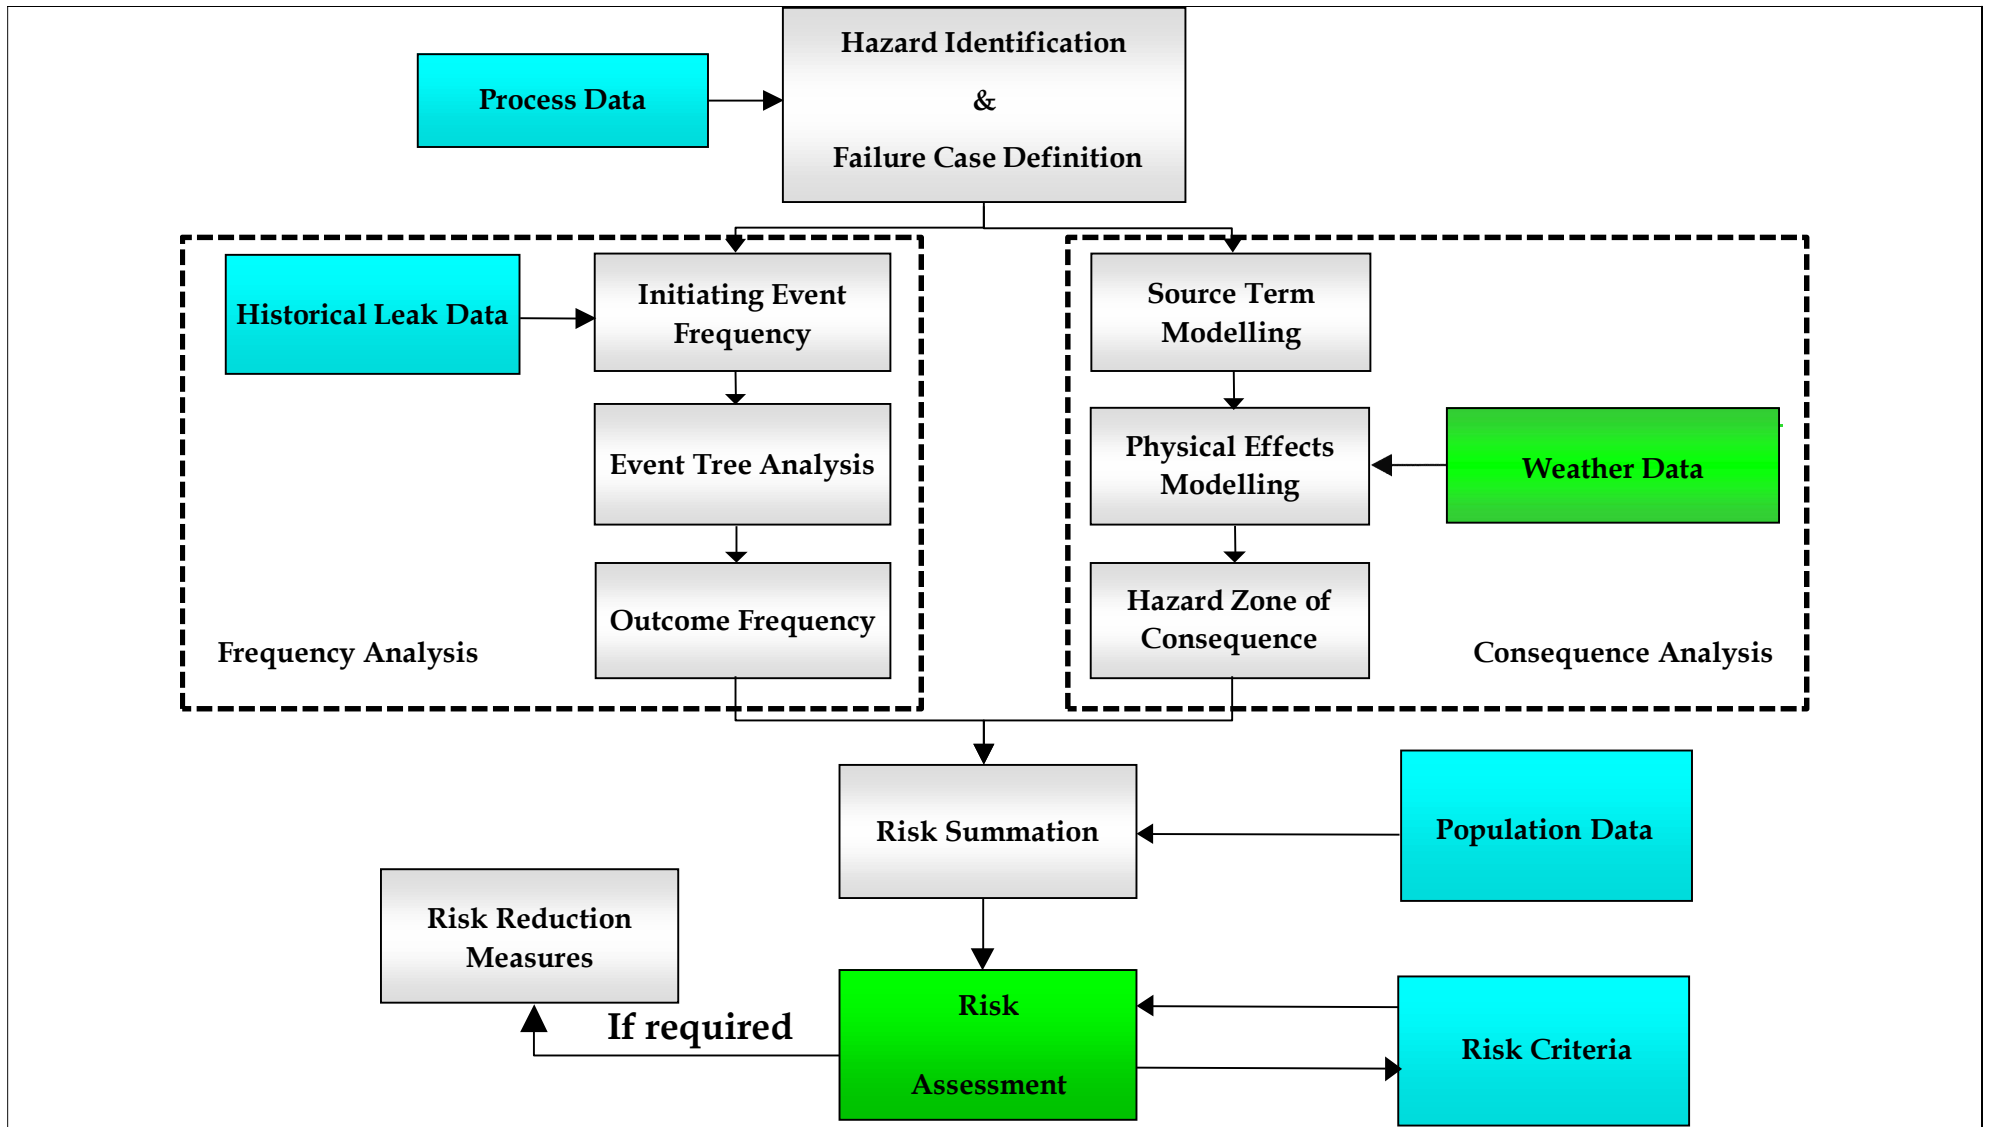 Hazard Identification
&
Failure Case Definition
Process Data
Historical Leak Data
Initiating Event
Frequency
Event Tree Analysis
Outcome Frequency
Frequency Analysis
Source Term
Modelling
Physical Effects
Modelling
Weather Data
Hazard Zone of
Consequence
Consequence Analysis
Risk Summation
Population Data
Risk Reduction
Measures
If required
Risk
Assessment
Risk Criteria